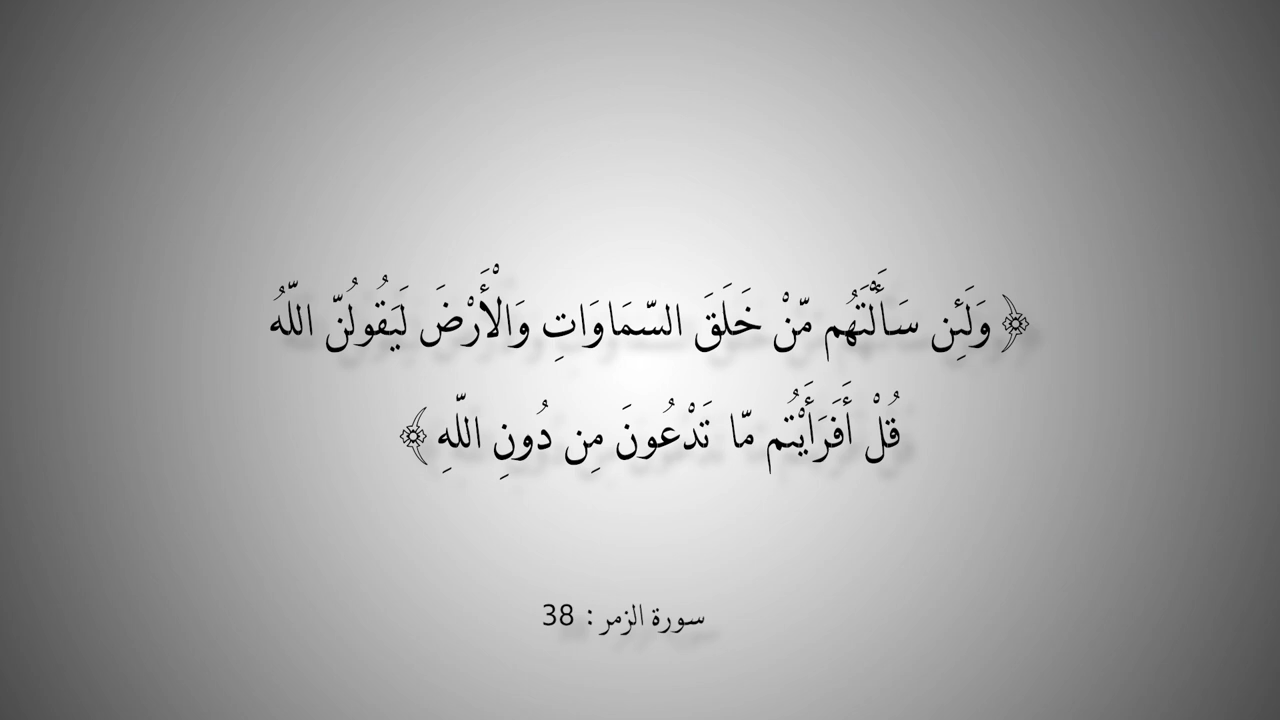 ﴿ وَلَئِن سَأَلْتَهُم مَّنْ خَلَقَ السَّمَاوَاتِ وَالْأَرْضَ لَيَقُولُنَّ اللَّهُ
قُلْ أَفَرَأَيْتُم مَّا تَدْعُونَ مِن دُونِ اللَّهِ ﴾
سورة الزمر : 38